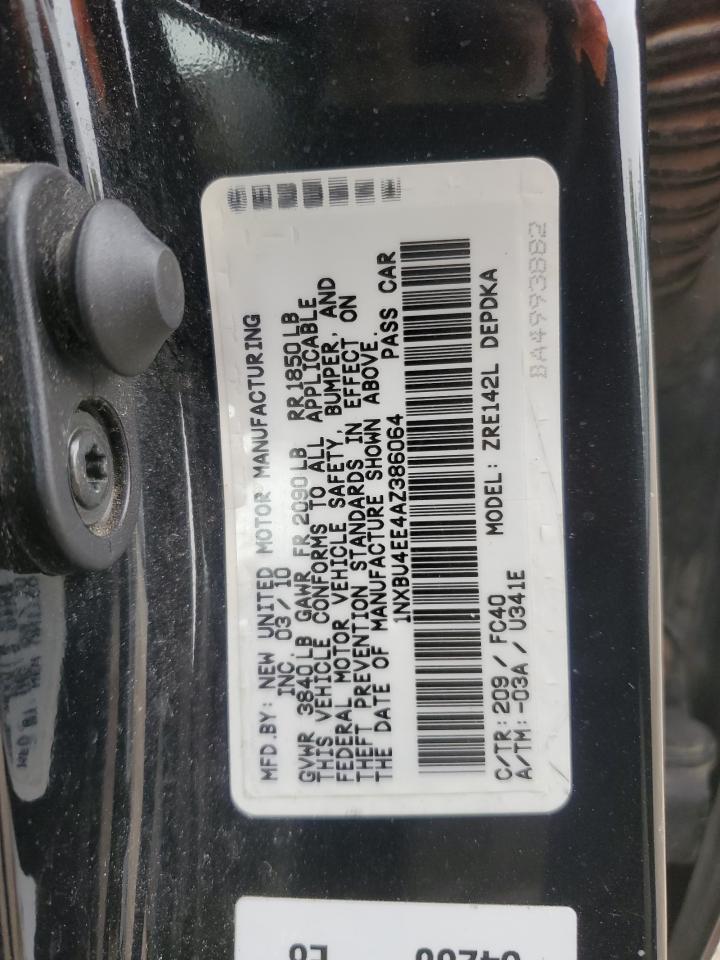 MFD.BY: NEW UNITED MOTOR MANUFACTURING
INC. 03/10
GVWR 3840LB GAWR FR 2090LB RR1850LB
THIS VEHICLE CONFORMS TO ALL APPLICABLE
FEDERAL MOTOR VEHICLE SAFETY, BUMPER, AND
THEFT PREVENTION STANDARDS IN EFFECT ON
THE DATE OF MANUFACTURE SHOWN ABOVE.
1NXBU4EE4AZ386064 PASS CAR
C/TR: 209 / FC40 MODEL: ZRE142L DEPDKA
A/TM: -03A / U341E
BA4993882